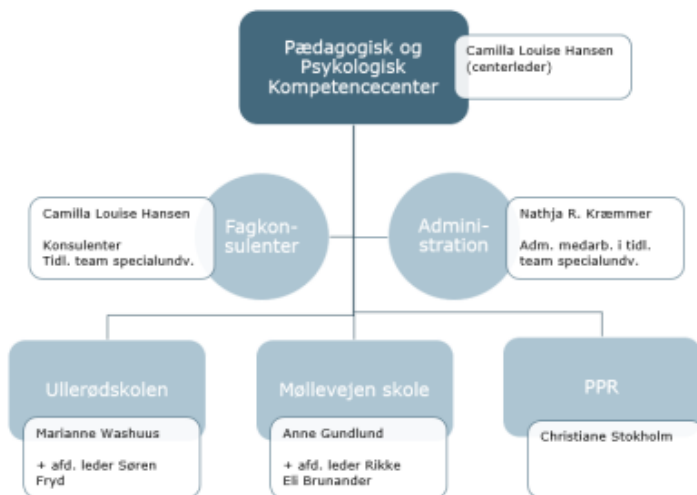 Pædagogisk og
Psykologisk
Kompetencecenter
Camilla Louise Hansen
(centerleder)
Camilla Louise Hansen
Konsulenter
Tidl. team specialundv.
Fagkon-
sulenter
Admini-
stration
Nathja R. Kræmmer
Adm. medarb. i tidl.
team specialundv.
Ullerødskolen
Marianne Washuus
+ afd. leder Søren
Fryd
Møllevejen skole
Anne Gundlund
+ afd. leder Rikke
Eli Brunander
PPR
Christiane Stokholm